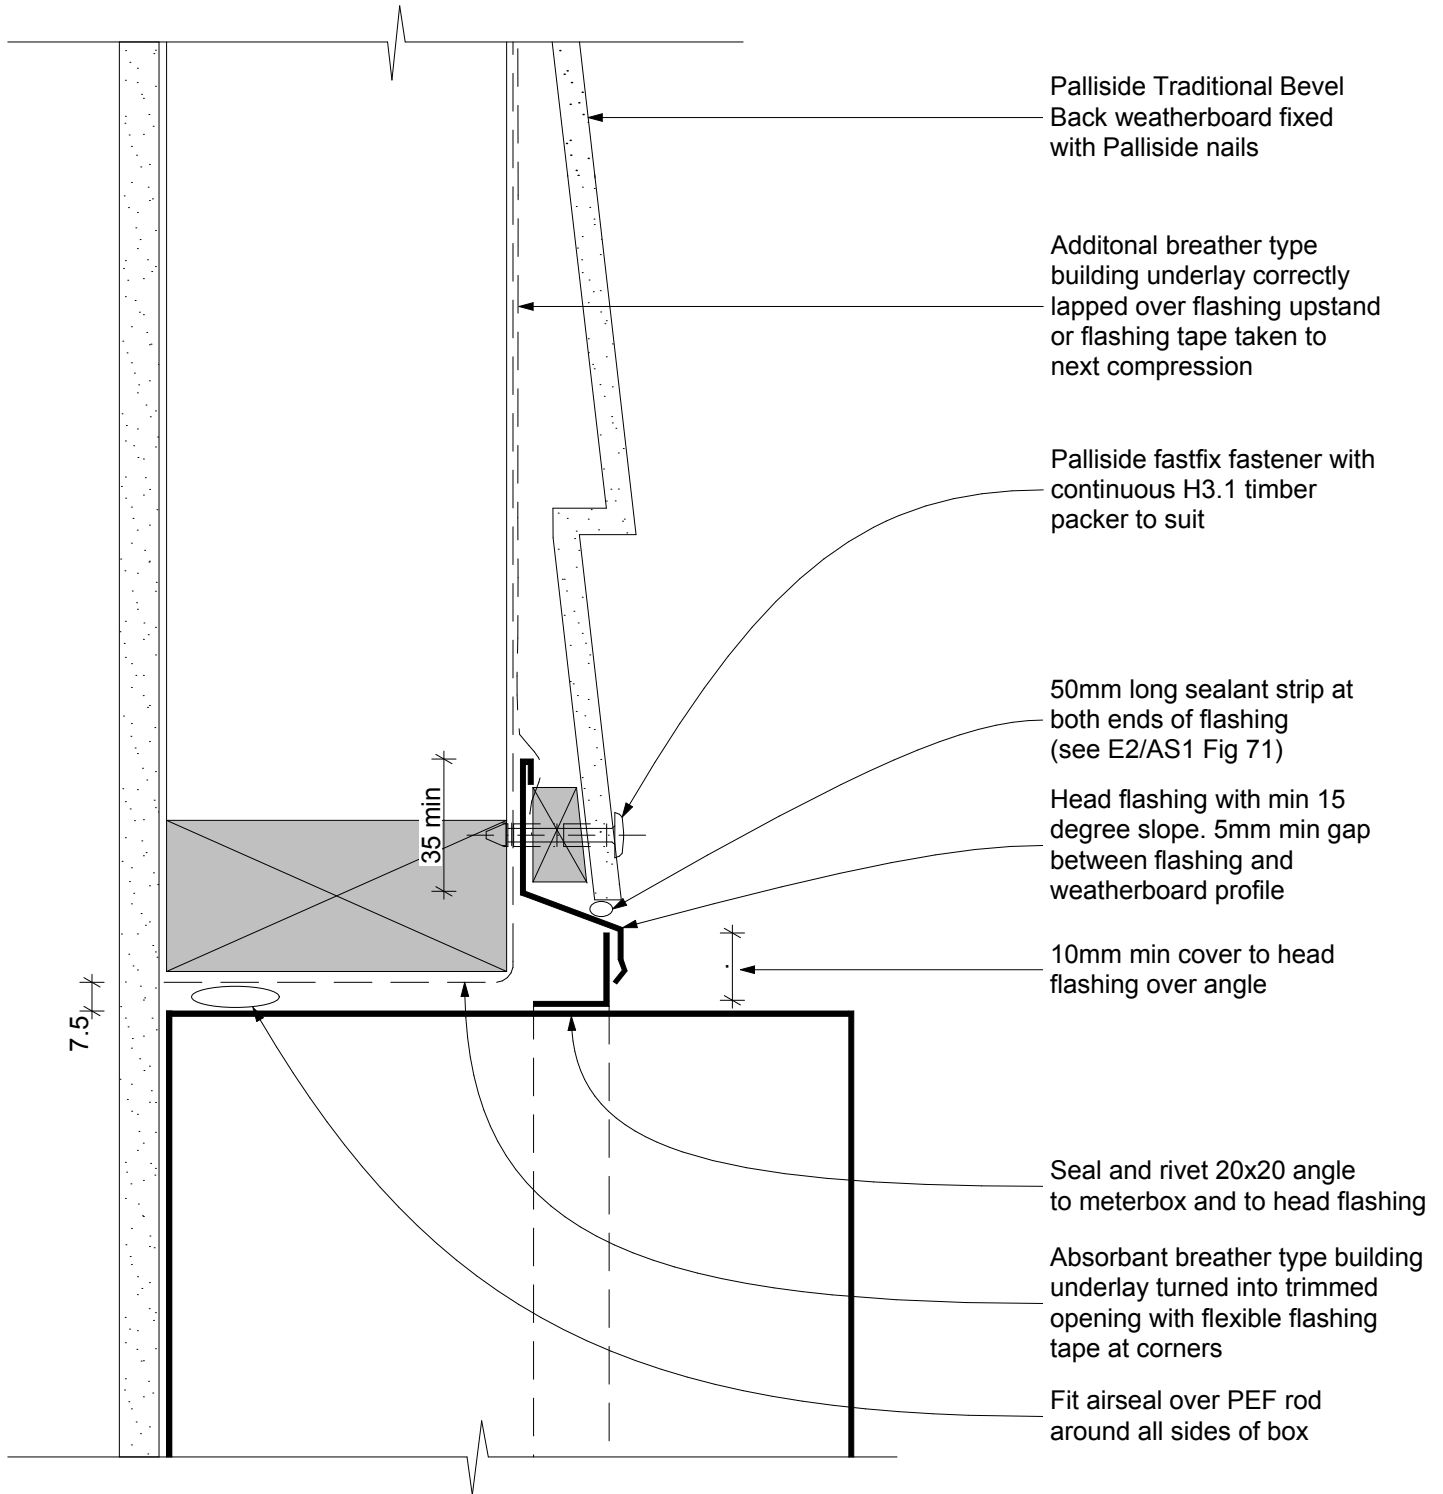 Palliside Traditional Bevel
Back weatherboard fixed
with Palliside nails
Additonal breather type
building underlay correctly
lapped over flashing upstand
or flashing tape taken to
next compression
Palliside fastfix fastener with
continuous H3.1 timber
packer to suit
50mm long sealant strip at
both ends of flashing
(see E2/AS1 Fig 71)
Head flashing with min 15
degree slope. 5mm min gap
between flashing and
weatherboard profile
35 min
10mm min cover to head
flashing over angle
7.5
Seal and rivet 20x20 angle
to meterbox and to head flashing
Absorbant breather type building
underlay turned into trimmed
opening with flexible flashing
tape at corners
Fit airseal over PEF rod
around all sides of box